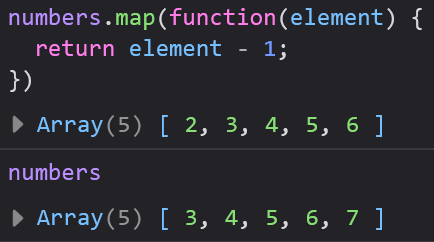 numbers.map(function(element) {
  return element - 1;
})
Array(5) [ 2, 3, 4, 5, 6 ]
numbers
Array(5) [ 3, 4, 5, 6, 7 ]